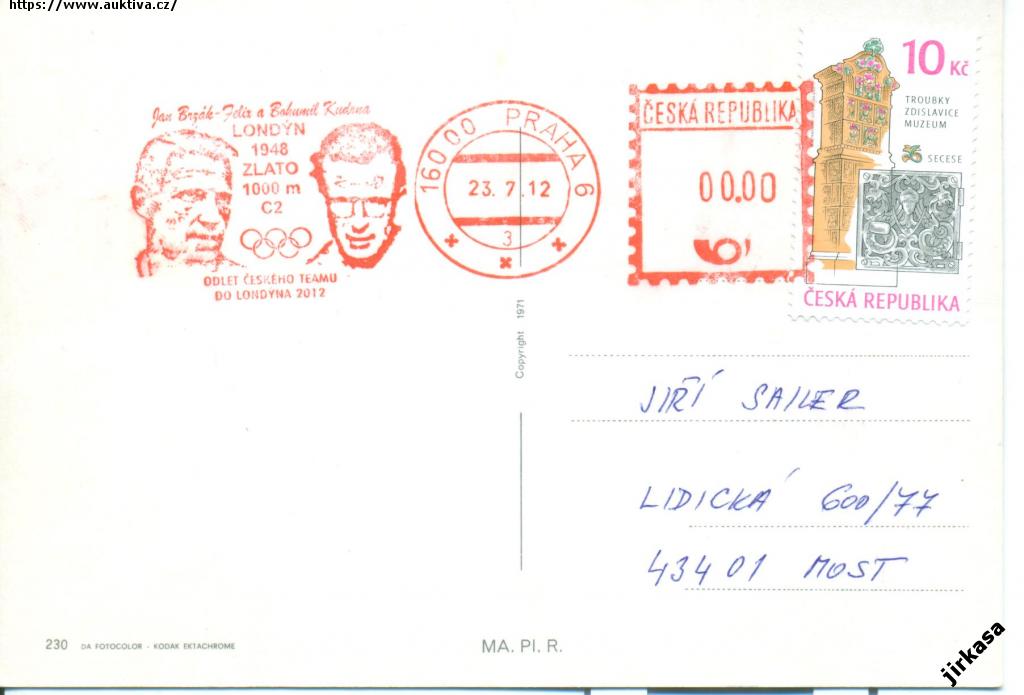 https://www.auktiva.cz/
Jan Brzák-Felix a Bohumil Kudrna
LONDÝN
1948
ZLATO
1000 m
C2
ODLET ČESKÉHO TEAMU
DO LONDÝNA 2012
160 00 PRAHA 6
23. 7. 12
3
ČESKÁ REPUBLIKA
00.00
10 Kč
TROUBKY
ZDISLAVICE
MUZEUM
SECESE
ČESKÁ REPUBLIKA
Copyright 1971
JIŘÍ SAILER
LIDICKÁ 600/77
43401 MOST
230 DA FOTOCOLOR - KODAK EKTACHROME
MA. PI. R.
jirkasa